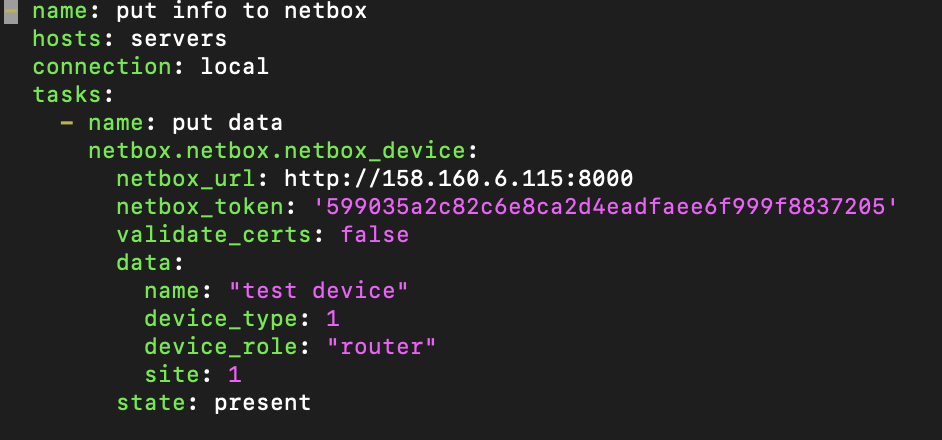 - name: put info to netbox
  hosts: servers
  connection: local
  tasks:
    - name: put data
      netbox.netbox.netbox_device:
        netbox_url: http://158.160.6.115:8000
        netbox_token: '599035a2c82c6e8ca2d4eadfaee6f999f8837205'
        validate_certs: false
        data:
          name: "test device"
          device_type: 1
          device_role: "router"
          site: 1
        state: present